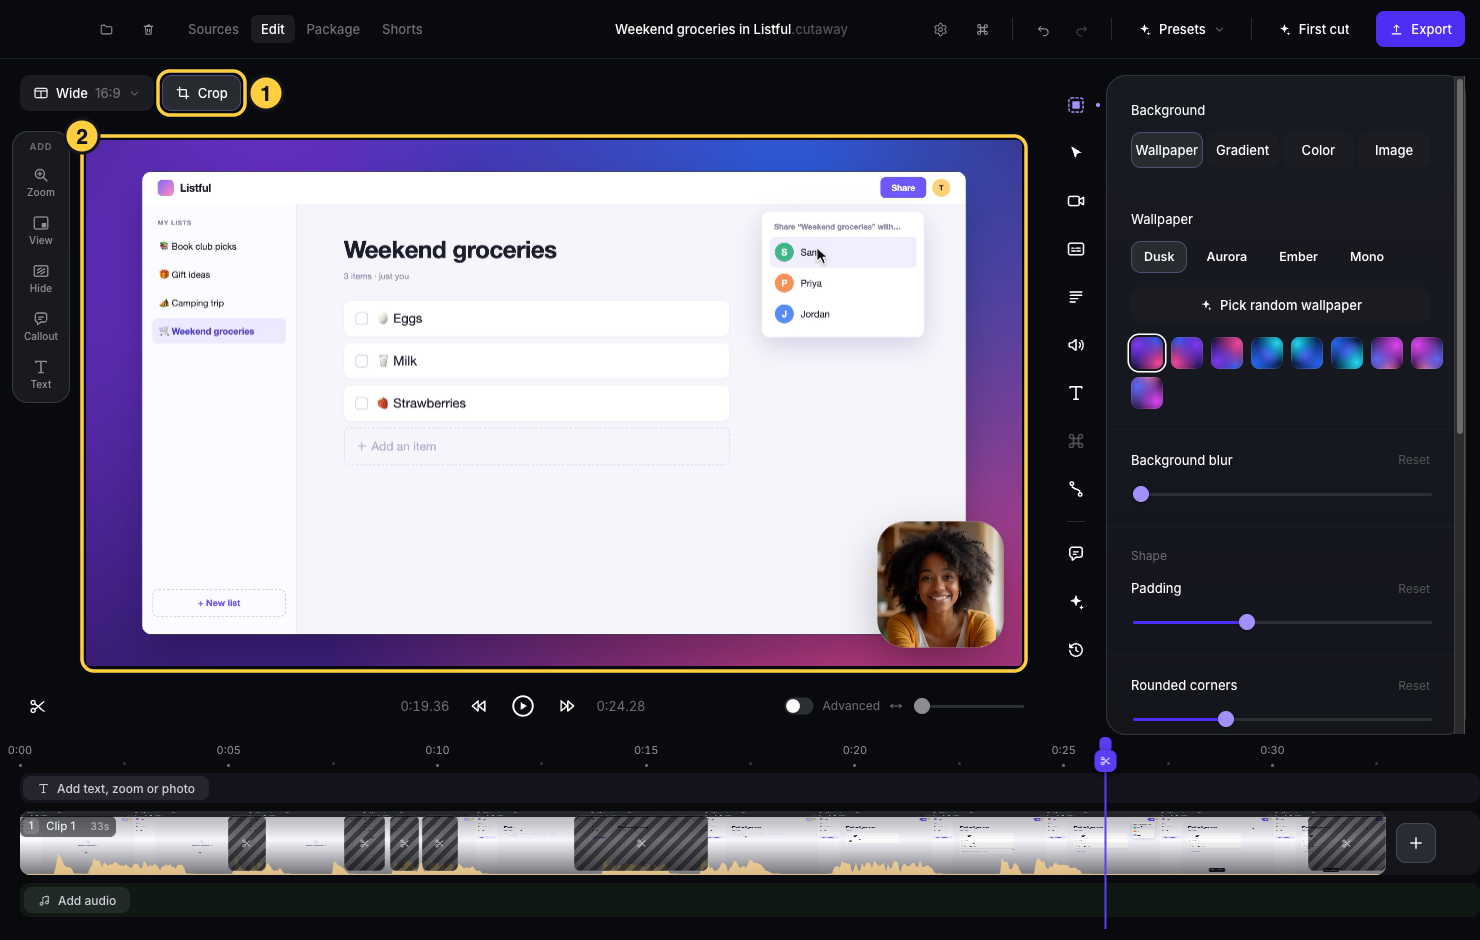 Sources Edit Package Shorts
Weekend groceries in Listful.cutaway
Presets First cut Export
Wide 16:9 Crop 1
2
ADD
Zoom
View
Hide
Callout
Text
Listful
Share T
MY LISTS
Book club picks
Gift ideas
Camping trip
Weekend groceries
+ New list
Weekend groceries
3 items · just you
Eggs
Milk
Strawberries
+ Add an item
Share "Weekend groceries" with...
S Sam
P Priya
J Jordan
Background
Wallpaper Gradient Color Image
Wallpaper
Dusk Aurora Ember Mono
Pick random wallpaper
Background blur Reset
Shape
Padding Reset
Rounded corners Reset
0:19.36 0:24.28 Advanced
0:00 0:05 0:10 0:15 0:20 0:25 0:30
Add text, zoom or photo
1 Clip 1 33s
Add audio